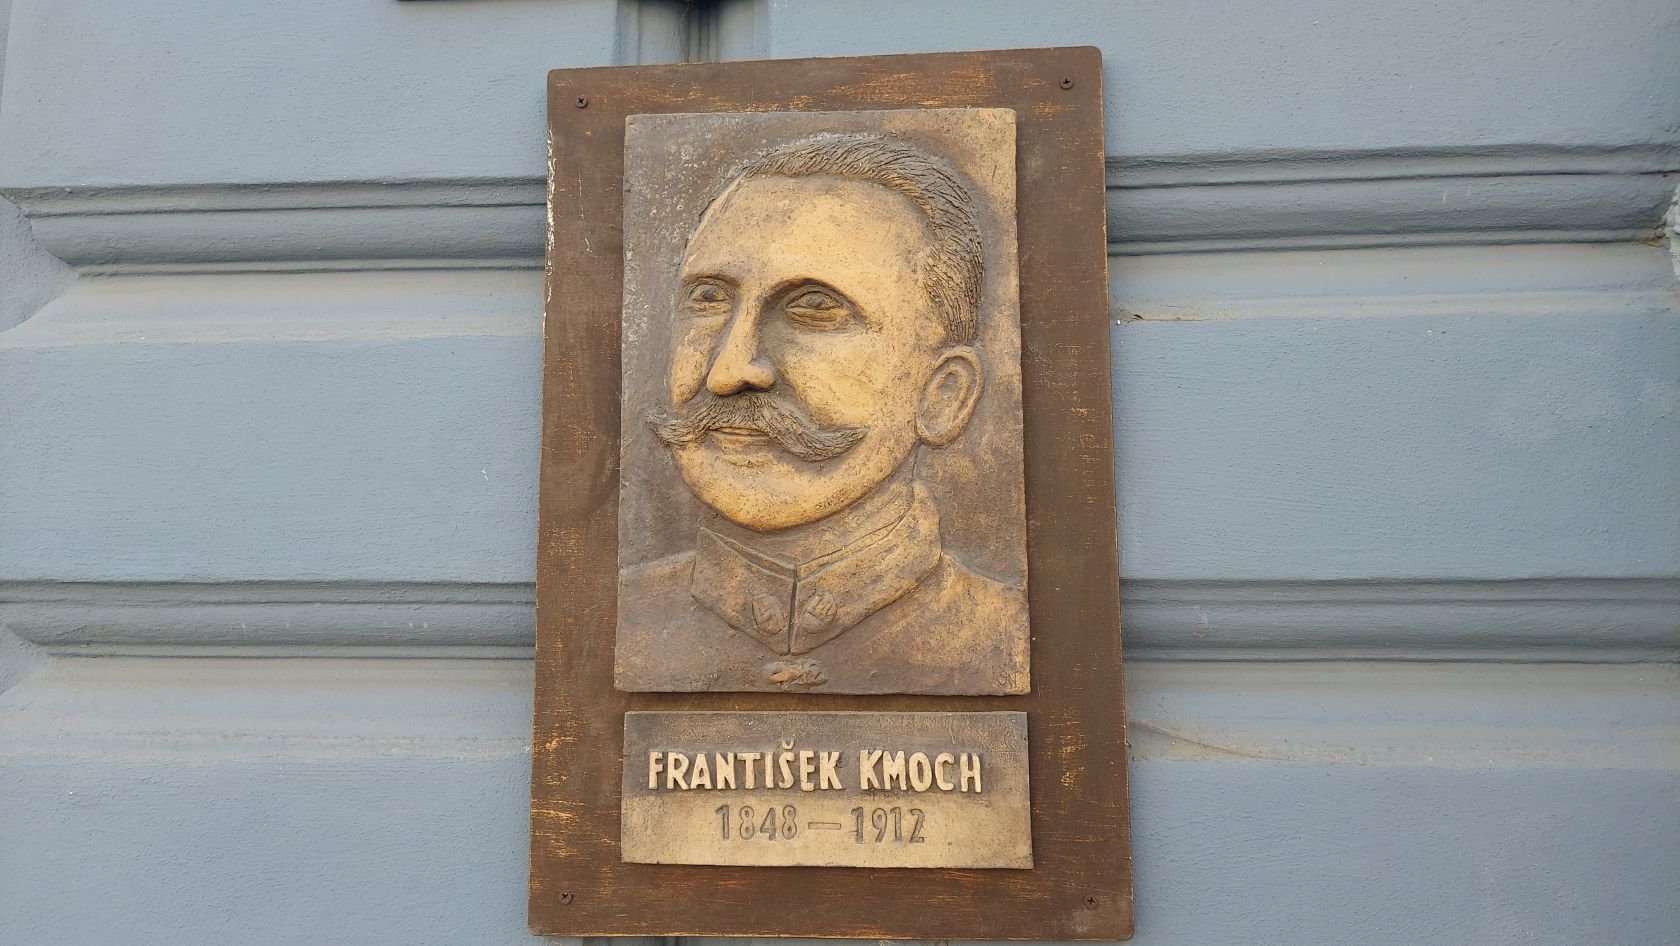 FRANTIŠEK KMOCH
1848 — 1912